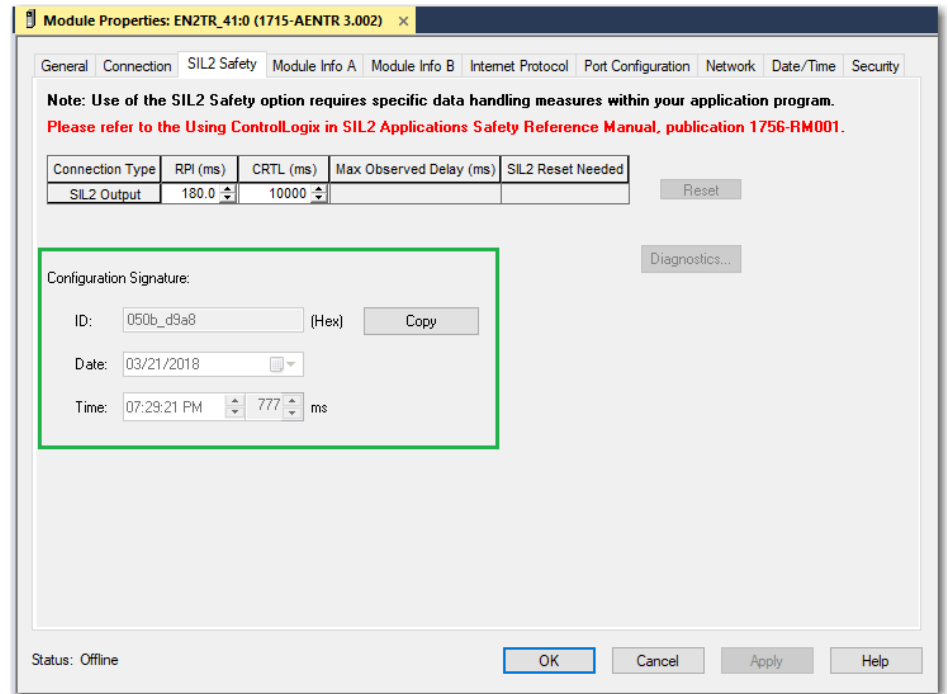 Module Properties: EN2TR_41:0 (1715-AENTR 3.002) ×
General Connection SIL2 Safety Module Info A Module Info B Internet Protocol Port Configuration Network Date/Time Security
Note: Use of the SIL2 Safety option requires specific data handling measures within your application program.
Please refer to the Using ControlLogix in SIL2 Applications Safety Reference Manual, publication 1756-RM001.
Connection Type RPI (ms) CRTL (ms) Max Observed Delay (ms) SIL2 Reset Needed
SIL2 Output 180.0 10000
Reset
Diagnostics...
Configuration Signature:
ID: 050b_d9a8 (Hex) Copy
Date: 03/21/2018
Time: 07:29:21 PM 777 ms
Status: Offline OK Cancel Apply Help